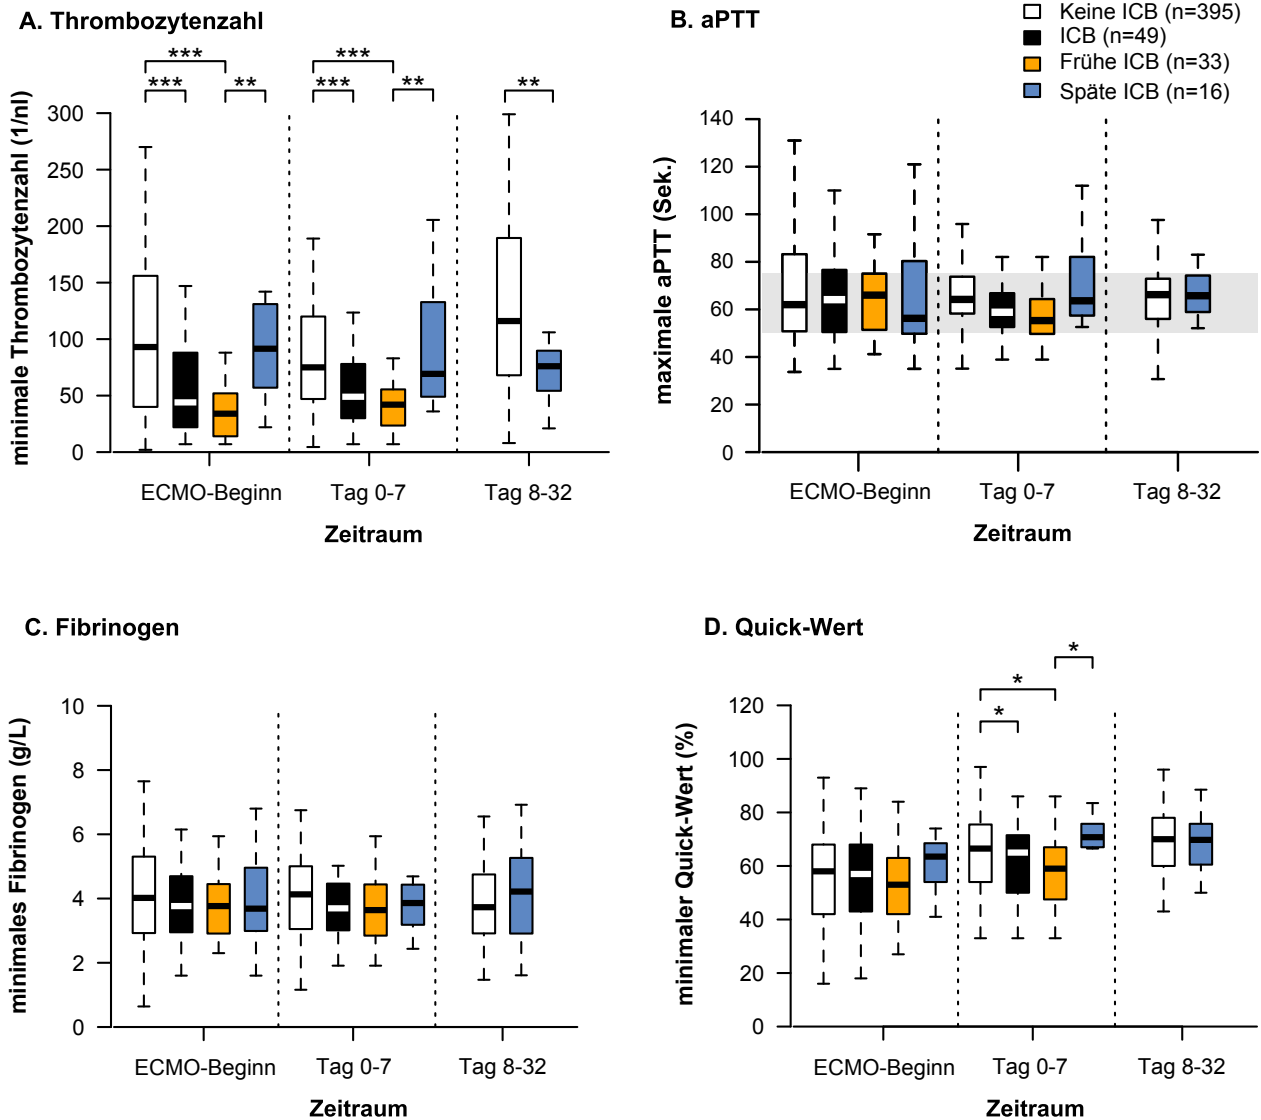 A. Thrombozytenzahl
*** ***
*** ** *** ** **
minimale Thrombozytenzahl (1/nl)
300
250
200
150
100
50
0
ECMO-Beginn Tag 0-7 Tag 8-32
Zeitraum
B. aPTT
Keine ICB (n=395)
ICB (n=49)
Frühe ICB (n=33)
Späte ICB (n=16)
maximale aPTT (Sek.)
140
120
100
80
60
40
20
0
ECMO-Beginn Tag 0-7 Tag 8-32
Zeitraum
C. Fibrinogen
minimales Fibrinogen (g/L)
10
8
6
4
2
0
ECMO-Beginn Tag 0-7 Tag 8-32
Zeitraum
D. Quick-Wert
*
*
*
minimaler Quick-Wert (%)
120
100
80
60
40
20
0
ECMO-Beginn Tag 0-7 Tag 8-32
Zeitraum